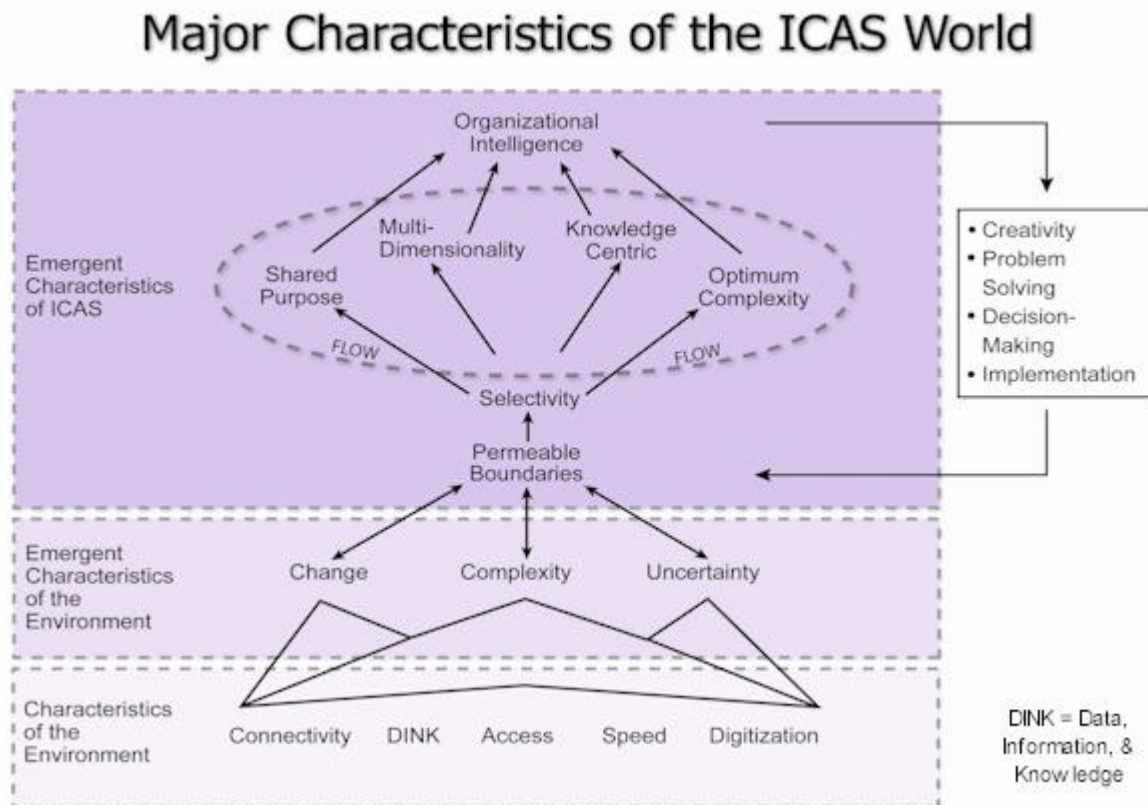 Major Characteristics of the ICAS World
Organizational
Intelligence
Multi-
Dimensionality
Knowledge
Centric
Shared
Purpose
Optimum
Complexity
Emergent
Characteristics
of ICAS
FLOW
FLOW
Selectivity
Permeable
Boundaries
• Creativity
• Problem
Solving
• Decision-
Making
• Implementation
Emergent
Characteristics
of the
Environment
Change
Complexity
Uncertainty
Characteristics
of the
Environment
Connectivity
DINK
Access
Speed
Digitization
DINK = Data,
Information, &
Knowledge